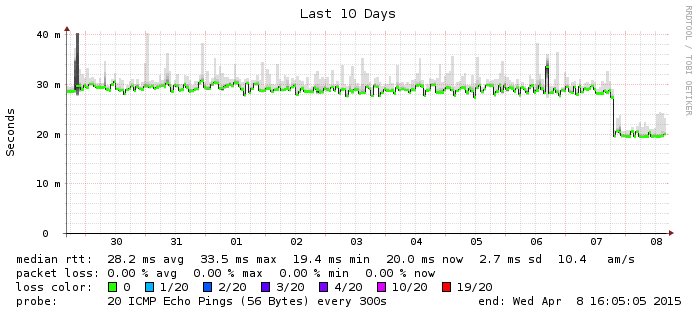 Last 10 Days
RRDTOOL / TOBI OETIKER
Seconds
40 m
30 m
20 m
10 m
0
30 31 01 02 03 04 05 06 07 08
median rtt: 28.2 ms avg 33.5 ms max 19.4 ms min 20.0 ms now 2.7 ms sd 10.4 am/s
packet loss: 0.00 % avg 0.00 % max 0.00 % min 0.00 % now
loss color: 0 1/20 2/20 3/20 4/20 10/20 19/20
probe: 20 ICMP Echo Pings (56 Bytes) every 300s end: Wed Apr 8 16:05:05 2015